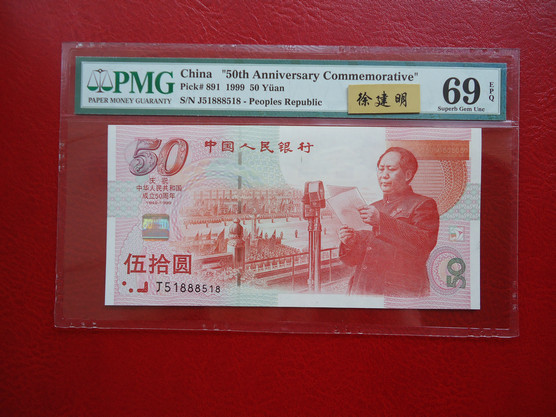 PMG
PAPER MONEY GUARANTY
China "50th Anniversary Commemorative"
Pick# 891 1999 50 Yüan
S/N J51888518 - Peoples Republic
徐建明
69
EPQ
Superb Gem Unc
中国人民银行
50
庆祝
中华人民共和国
成立50周年
1949-1999
伍拾圆
J51888518
50